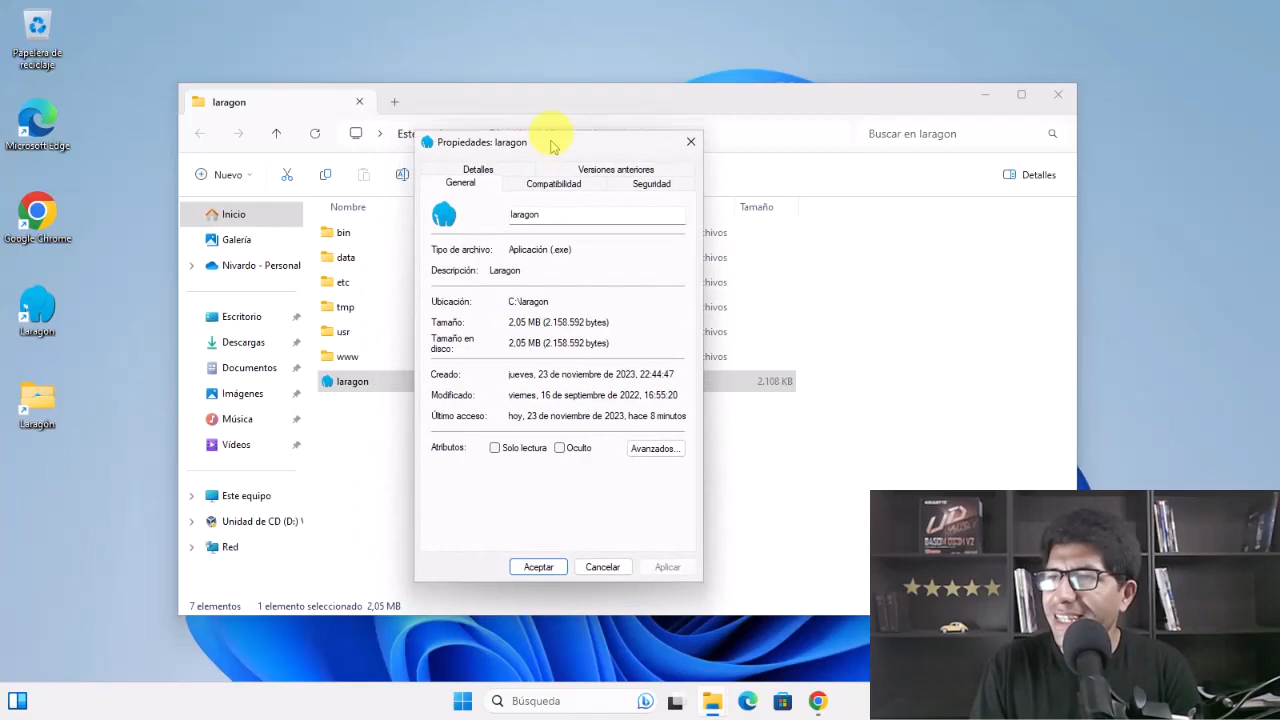 Papelera de
reciclaje
Microsoft Edge
Google Chrome
Laragon
Laragon
laragon
Buscar en laragon
Nuevo
Detalles
Inicio
Galería
Nivardo - Personal
Escritorio
Descargas
Documentos
Imágenes
Música
Vídeos
Este equipo
Unidad de CD (D:)
Red
Nombre
Tamaño
bin
data
etc
tmp
usr
www
laragon
2,108 KB
7 elementos
1 elemento seleccionado 2,05 MB
Propiedades: laragon
Detalles
Versiones anteriores
General
Compatibilidad
Seguridad
laragon
Tipo de archivo: Aplicación (.exe)
Descripción: Laragon
Ubicación: C:\laragon
Tamaño: 2,05 MB (2.158.592 bytes)
Tamaño en
disco: 2,05 MB (2.158.592 bytes)
Creado: jueves, 23 de noviembre de 2023, 22:44:47
Modificado: viernes, 16 de septiembre de 2022, 16:55:20
Último acceso: hoy, 23 de noviembre de 2023, hace 8 minutos
Atributos: Solo lectura Oculto Avanzados...
Aceptar Cancelar Aplicar
Búsqueda
GIGABYTE
UD
B450M DS3H V2